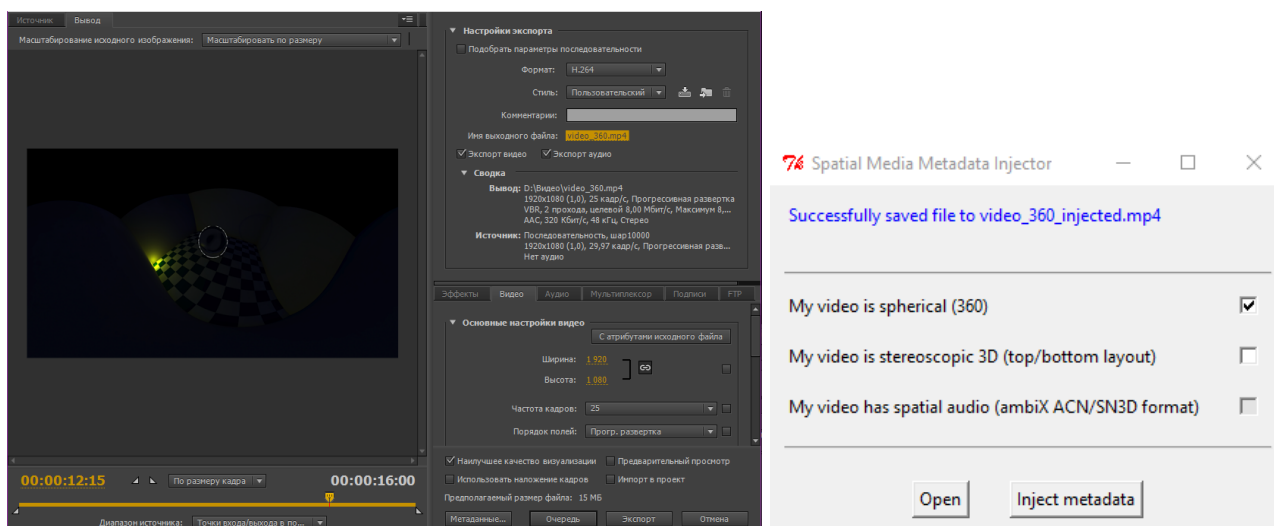 Источник Вывод
Масштабирование исходного изображения: Масштабировать по размеру
00:00:12:15 По размеру кадра 00:00:16:00
Диапазон источника: Точки входа/выхода в по...
Настройки экспорта
Подобрать параметры последовательности
Формат: H.264
Стиль: Пользовательский
Комментарии:
Имя выходного файла: video_360.mp4
Экспорт видео Экспорт аудио
Сводка
Вывод: D:\Видео\video_360.mp4
1920x1080 (1,0), 25 кадр/с, Прогрессивная развертка
VBR, 2 прохода, целевой 8,00 Мбит/с, Максимум 8,...
AAC, 320 Кбит/с, 48 кГц, Стерео
Источник: Последовательность, шар10000
1920x1080 (1,0), 29,97 кадр/с, Прогрессивная разв...
Нет аудио
Эффекты Видео Аудио Мультиплексор Подписи FTP
Основные настройки видео
С атрибутами исходного файла
Ширина: 1 920
Высота: 1 080
Частота кадров: 25
Порядок полей: Прогр. развертка
Наилучшее качество визуализации Предварительный просмотр
Использовать наложение кадров Импорт в проект
Предполагаемый размер файла: 15 МБ
Метаданные... Очередь Экспорт Отмена
Spatial Media Metadata Injector
Successfully saved file to video_360_injected.mp4
My video is spherical (360)
My video is stereoscopic 3D (top/bottom layout)
My video has spatial audio (ambiX ACN/SN3D format)
Open Inject metadata